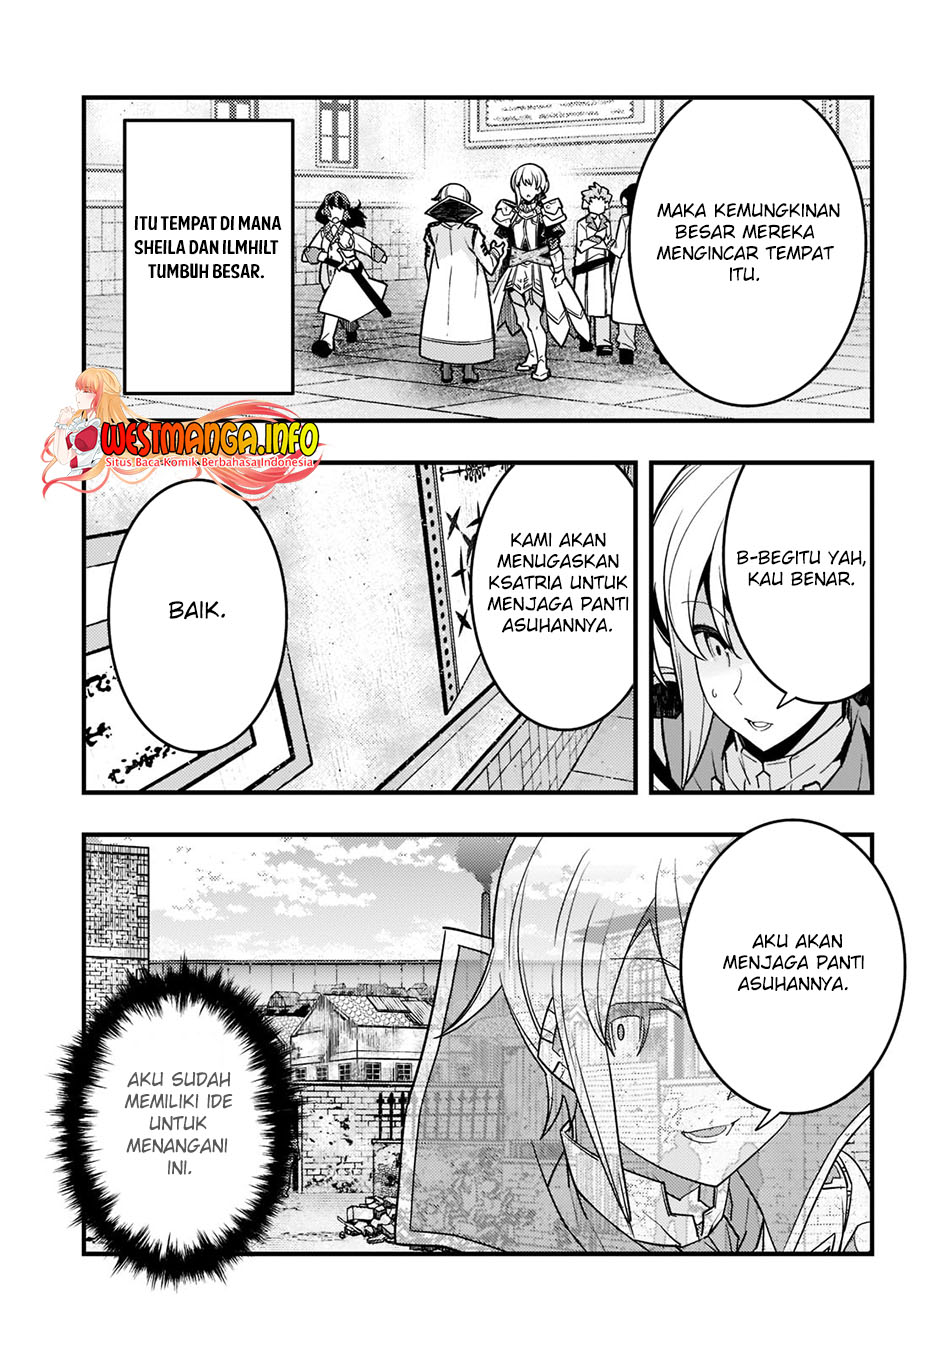 MAKA KEMUNGKINAN
BESAR MEREKA
MENGINCAR TEMPAT
ITU.
ITU TEMPAT DI MANA
SHEILA DAN ILMHILT
TUMBUH BESAR.
WESTMANGA.INFO
Situs Baca Komik Berbahasa Indonesia
B-BEGITU YAH,
KAU BENAR.
KAMI AKAN
MENUGASKAN
KSATRIA UNTUK
MENJAGA PANTI
ASUHANNYA.
BAIK.
AKU AKAN
MENJAGA PANTI
ASUHANNYA.
AKU SUDAH
MEMILIKI IDE
UNTUK
MENANGANI
INI.